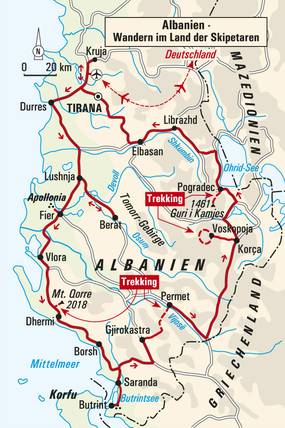 Albanien -
Wandern im Land der Skipetaren
N
0 20 km
Kruja
Deutschland
MAZEDONIEN
Durres
TIRANA
Librazhd
Elbasan
Shkumbin
Ohrid-See
Lushnja
Devoll
Pogradec
Trekking
1461
Guri i Kamjes
Apollonia
Fier
Berat
Tomorr-Gebirge
Osum
Voskopoja
Korça
Vlora
ALBANIEN
Trekking
Mt. Qorre
2018
Permet
Dhermi
Gjirokastra
Vijosë
GRIECHENLAND
Borsh
Mittelmeer
Saranda
Korfu
Butrint
Butrintsee